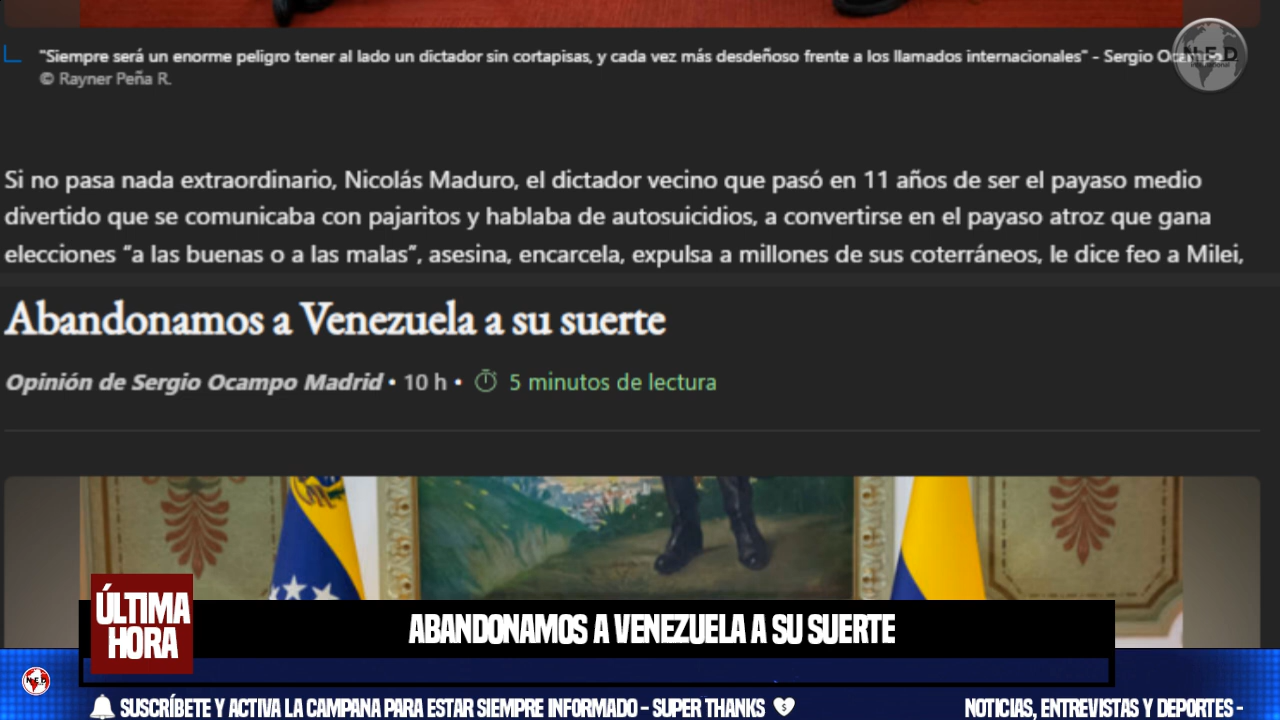 "Siempre será un enorme peligro tener al lado un dictador sin cortapisas, y cada vez más desdeñoso frente a los llamados internacionales" - Sergio Ocampo
© Rayner Peña R.
N.E.D
Si no pasa nada extraordinario, Nicolás Maduro, el dictador vecino que pasó en 11 años de ser el payaso medio
divertido que se comunicaba con pajaritos y hablaba de autosuicidios, a convertirse en el payaso atroz que gana
elecciones “a las buenas o a las malas”, asesina, encarcela, expulsa a millones de sus coterráneos, le dice feo a Milei,
Abandonamos a Venezuela a su suerte
Opinión de Sergio Ocampo Madrid • 10 h • 5 minutos de lectura
ÚLTIMA
HORA
ABANDONAMOS A VENEZUELA A SU SUERTE
N.E.D
SUSCRÍBETE Y ACTIVA LA CAMPANA PARA ESTAR SIEMPRE INFORMADO - SUPER THANKS
NOTICIAS, ENTREVISTAS Y DEPORTES -